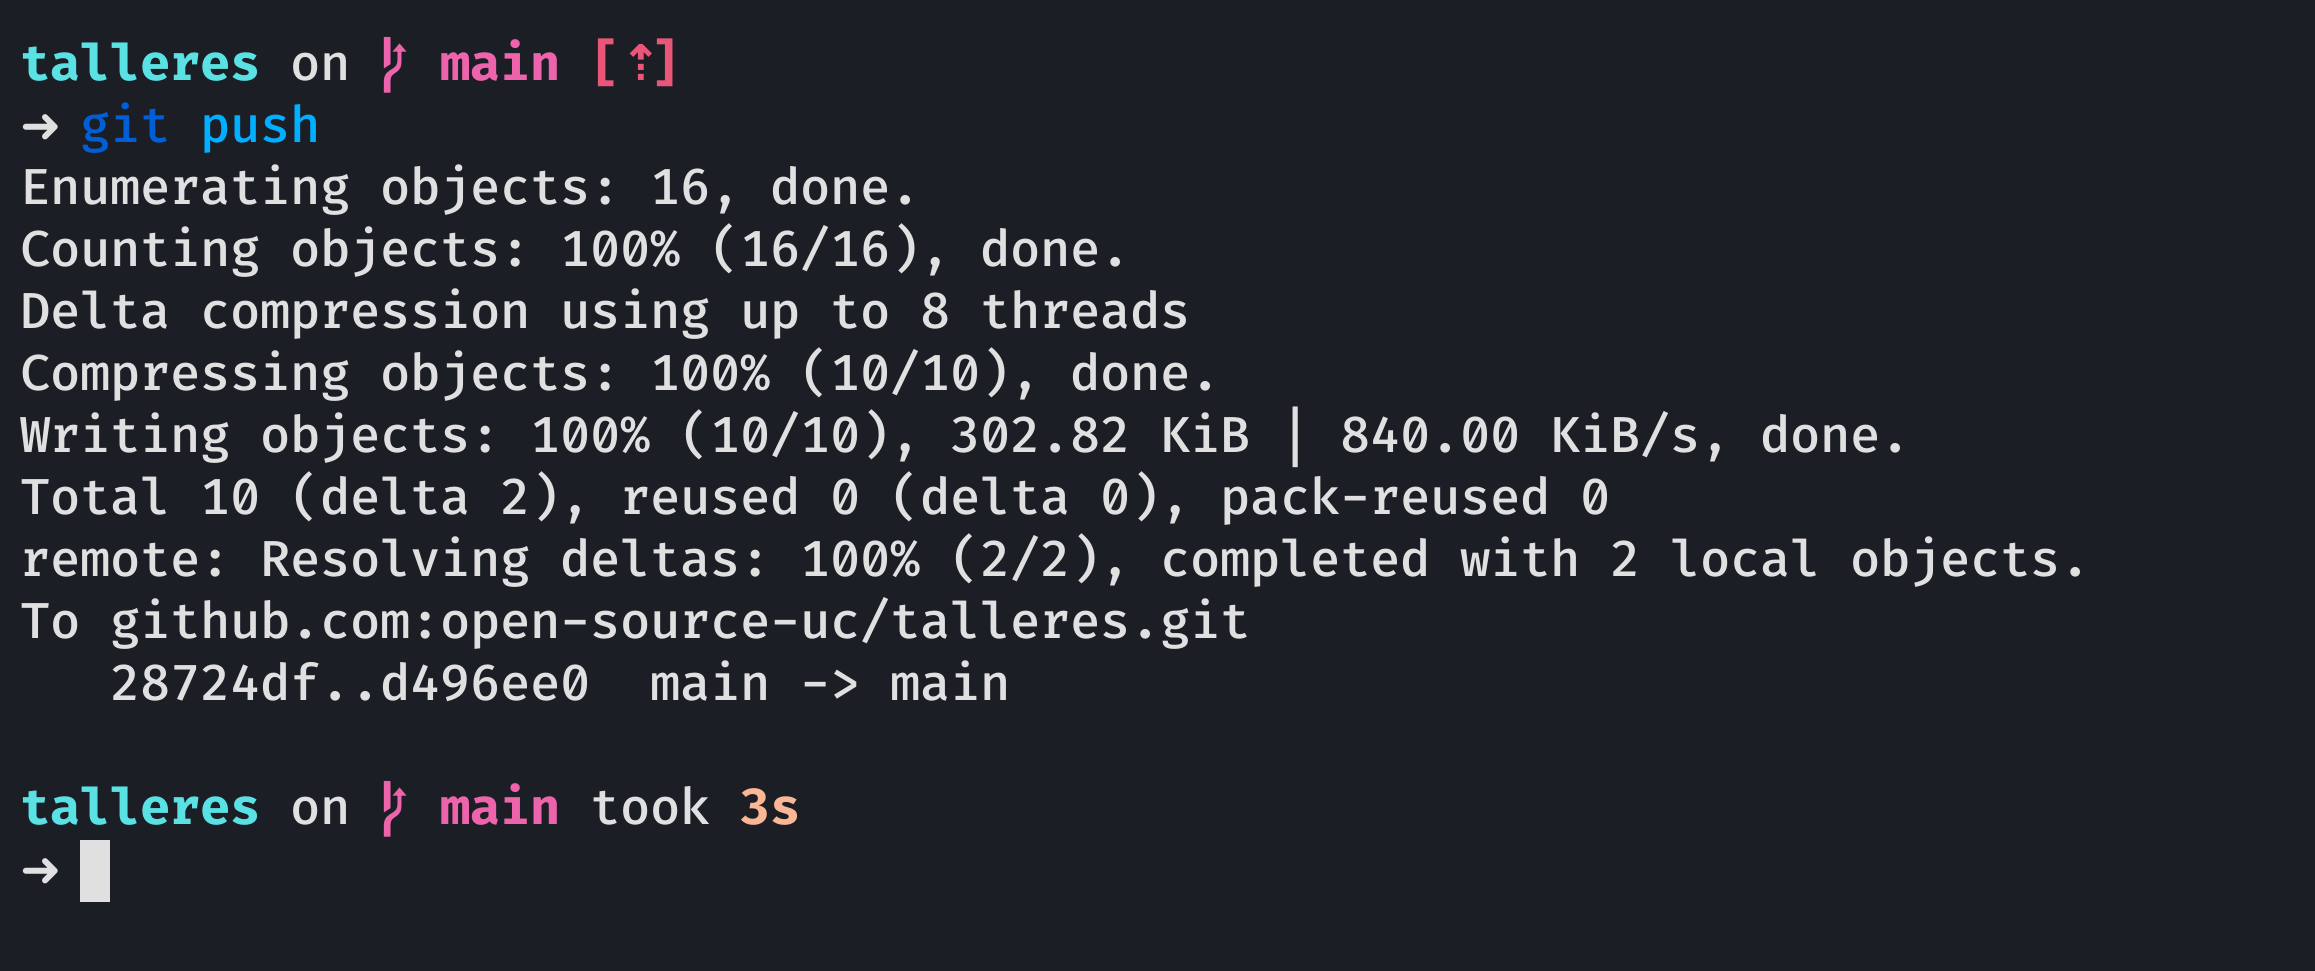 talleres on main [⇡]
➜ git push
Enumerating objects: 16, done.
Counting objects: 100% (16/16), done.
Delta compression using up to 8 threads
Compressing objects: 100% (10/10), done.
Writing objects: 100% (10/10), 302.82 KiB | 840.00 KiB/s, done.
Total 10 (delta 2), reused 0 (delta 0), pack-reused 0
remote: Resolving deltas: 100% (2/2), completed with 2 local objects.
To github.com:open-source-uc/talleres.git
   28724df..d496ee0  main -> main
talleres on main took 3s
➜